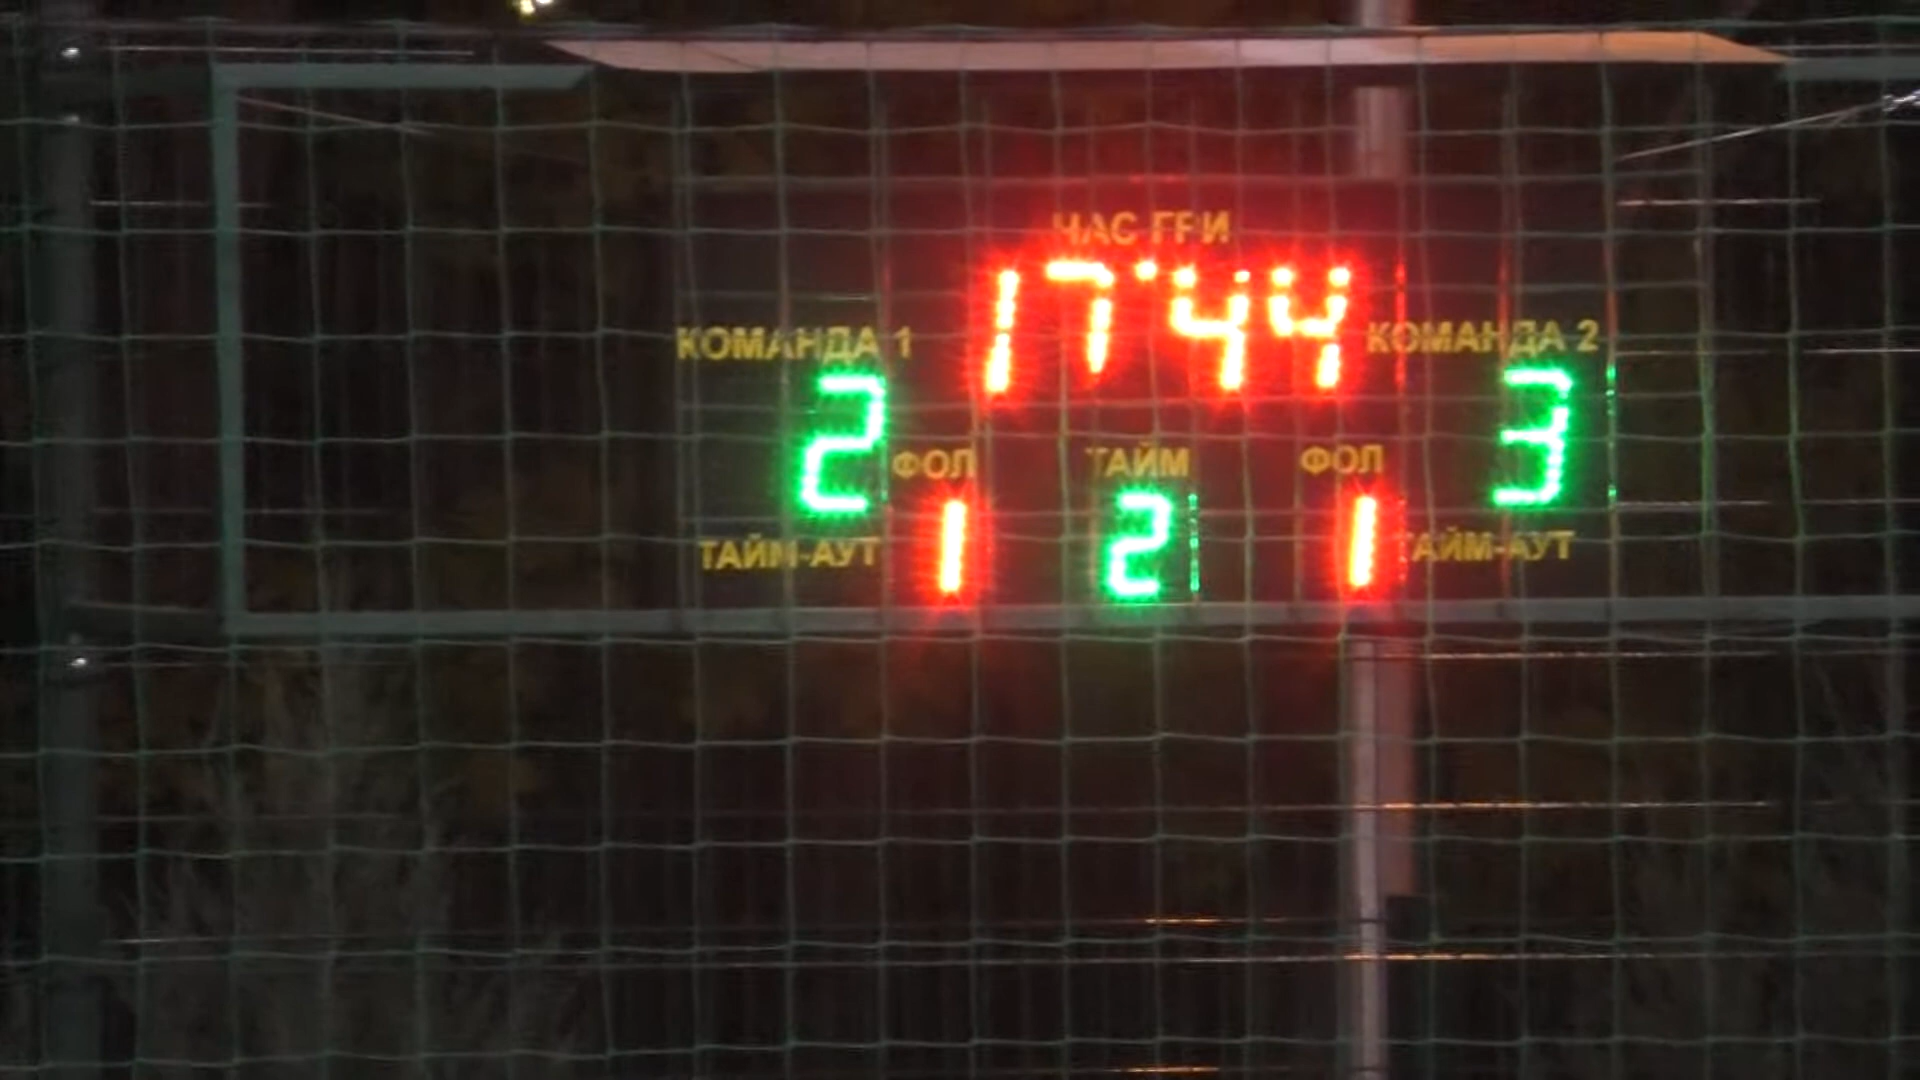 ЧАС ГРИ
17:44
КОМАНДА 1
КОМАНДА 2
2
3
ФОЛ
ТАЙМ
ФОЛ
1
2
1
ТАЙМ-АУТ
ТАЙМ-АУТ